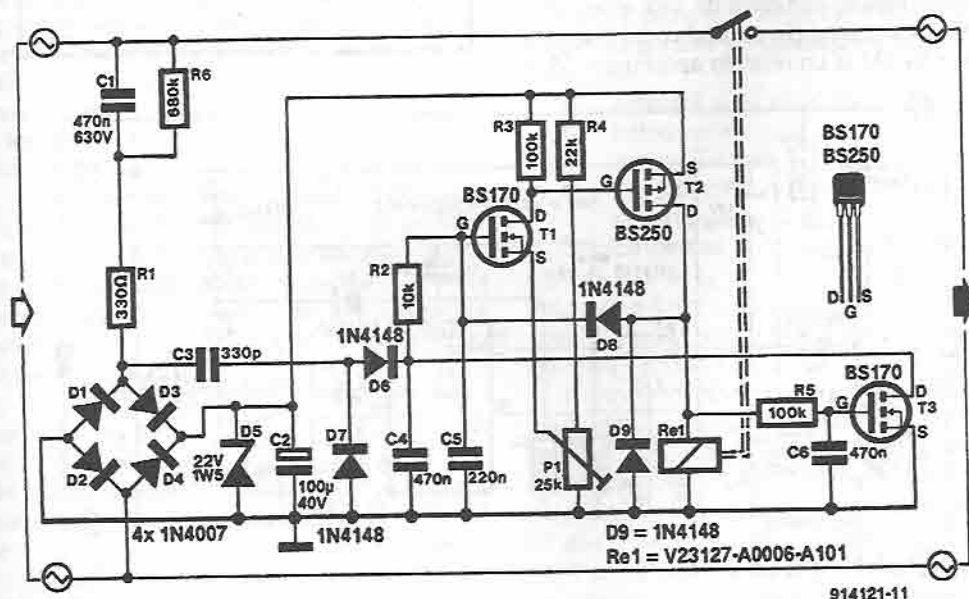 C1
470n
630V
R6
680k
R1
330Ω
C3
330p
D1
D3
D2
D4
4x 1N4007
D5
22V
1W5
C2
100µ
40V
D7
1N4148
1N4148
D6
R2
10k
C4
470n
C5
220n
BS170
G
D
T1
S
R3
100k
R4
22k
G
S
T2
D
BS250
1N4148
D8
P1
25k
D9
Re1
R5
100k
BS170
G
D
T3
S
C6
470n
BS170
BS250
D
S
G
D9 = 1N4148
Re1 = V23127-A0006-A101
914121-11